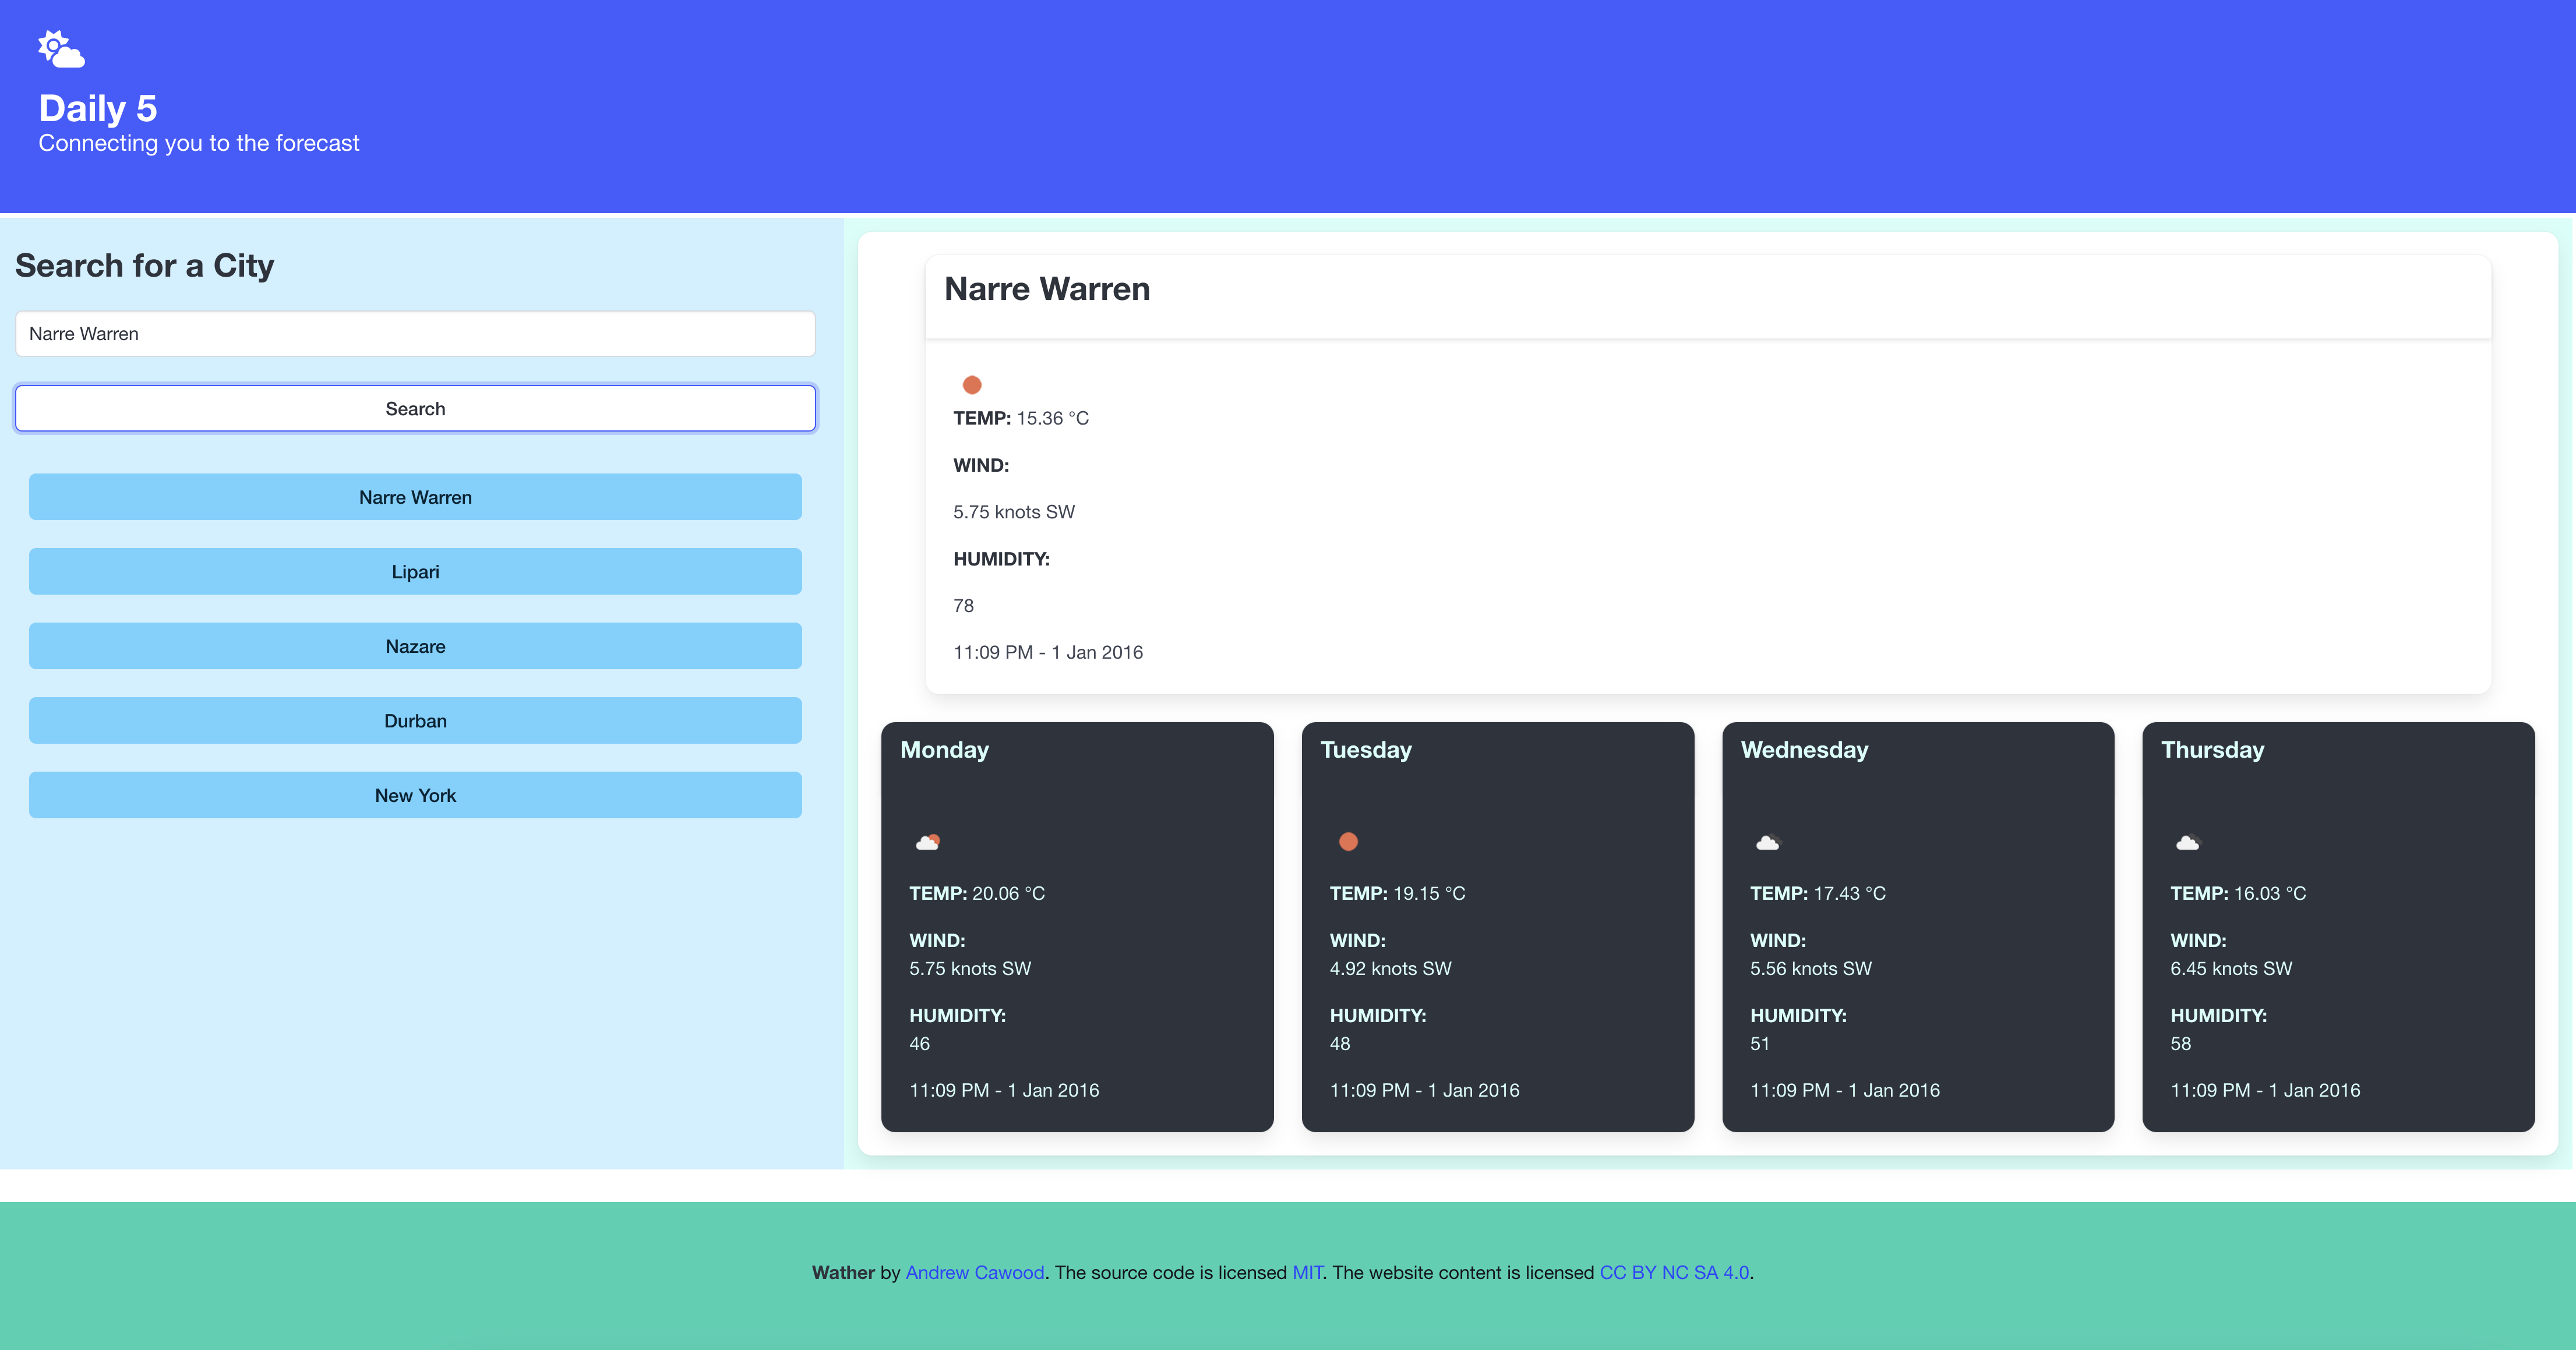 Daily 5
Connecting you to the forecast
Search for a City
Narre Warren
Search
Narre Warren
Lipari
Nazare
Durban
New York
Narre Warren
TEMP: 15.36 °C
WIND:
5.75 knots SW
HUMIDITY:
78
11:09 PM - 1 Jan 2016
Monday
TEMP: 20.06 °C
WIND:
5.75 knots SW
HUMIDITY:
46
11:09 PM - 1 Jan 2016
Tuesday
TEMP: 19.15 °C
WIND:
4.92 knots SW
HUMIDITY:
48
11:09 PM - 1 Jan 2016
Wednesday
TEMP: 17.43 °C
WIND:
5.56 knots SW
HUMIDITY:
51
11:09 PM - 1 Jan 2016
Thursday
TEMP: 16.03 °C
WIND:
6.45 knots SW
HUMIDITY:
58
11:09 PM - 1 Jan 2016
Wather by Andrew Cawood. The source code is licensed MIT. The website content is licensed CC BY NC SA 4.0.